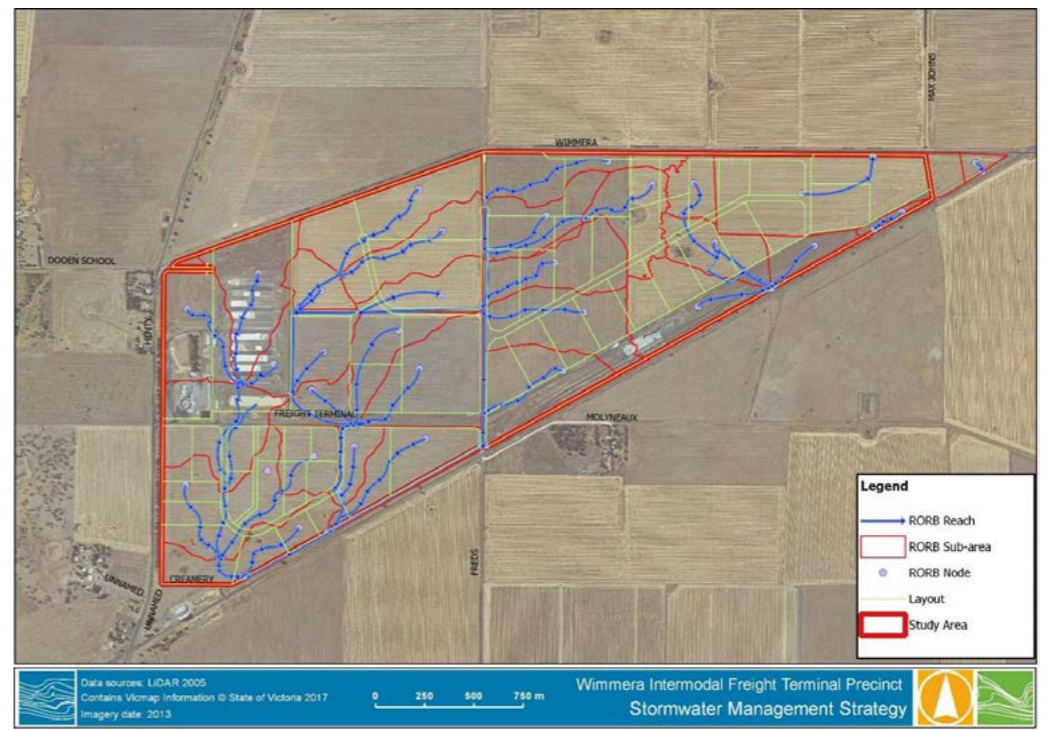 MAX JOHNS
WIMMERA
DOOEN SCHOOL
HENTY
FREIGHT TERMINAL
MOLYNEAUX
FREDS
CREAMERY
UNNAMED
UNNAMED
Legend
RORB Reach
RORB Sub-area
RORB Node
Layout
Study Area
Data sources: LiDAR 2005
Contains Vicmap Information © State of Victoria 2017
Imagery date: 2013
0 250 500 750 m
Wimmera Intermodal Freight Terminal Precinct
Stormwater Management Strategy